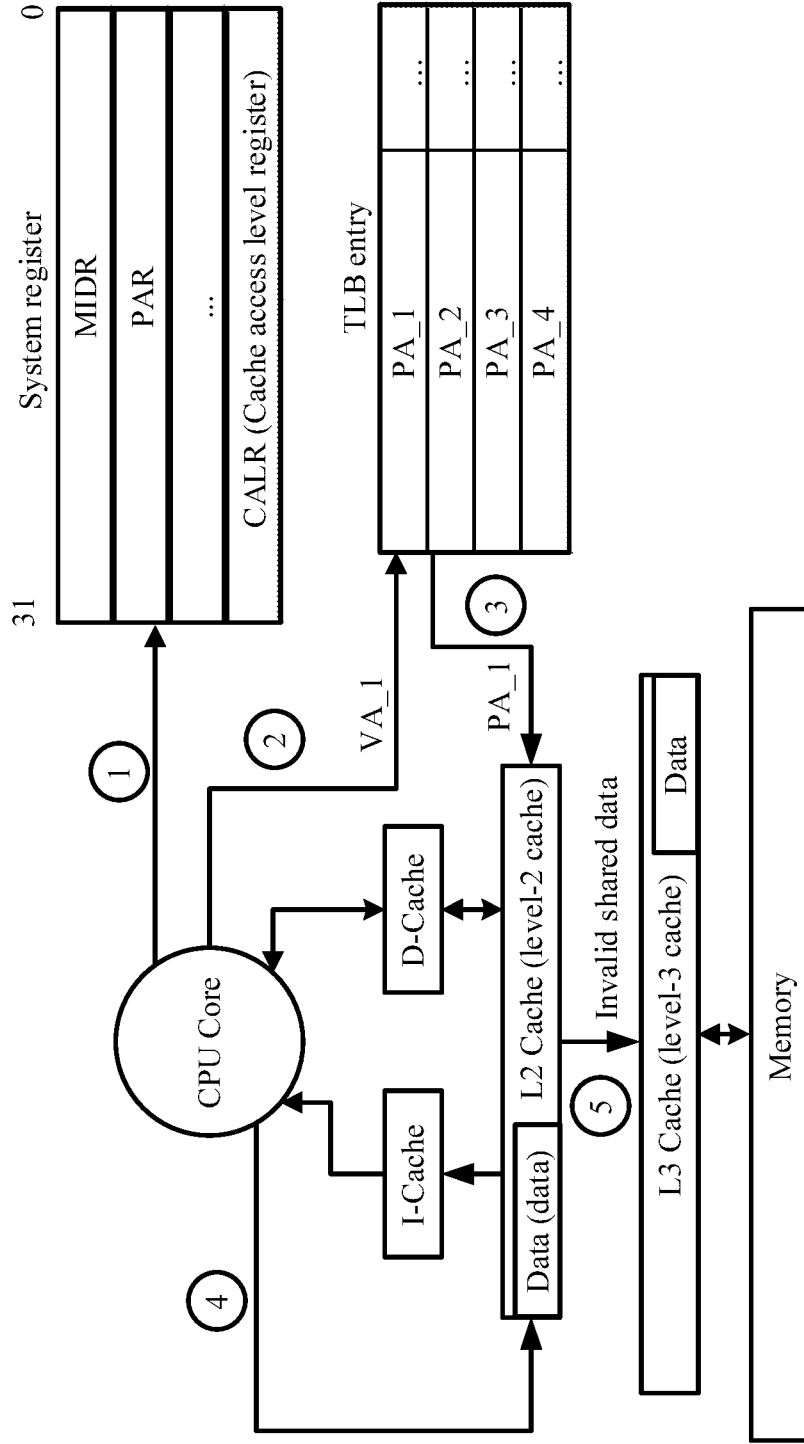 System register
31
0
MIDR
PAR
...
CALR (Cache access level register)
1
CPU Core
2
VA_1
TLB entry
PA_1 ...
PA_2 ...
PA_3 ...
PA_4 ...
3
PA_1
4
I-Cache
D-Cache
Data (data)
L2 Cache (level-2 cache)
5
Invalid shared data
L3 Cache (level-3 cache)
Data
Memory